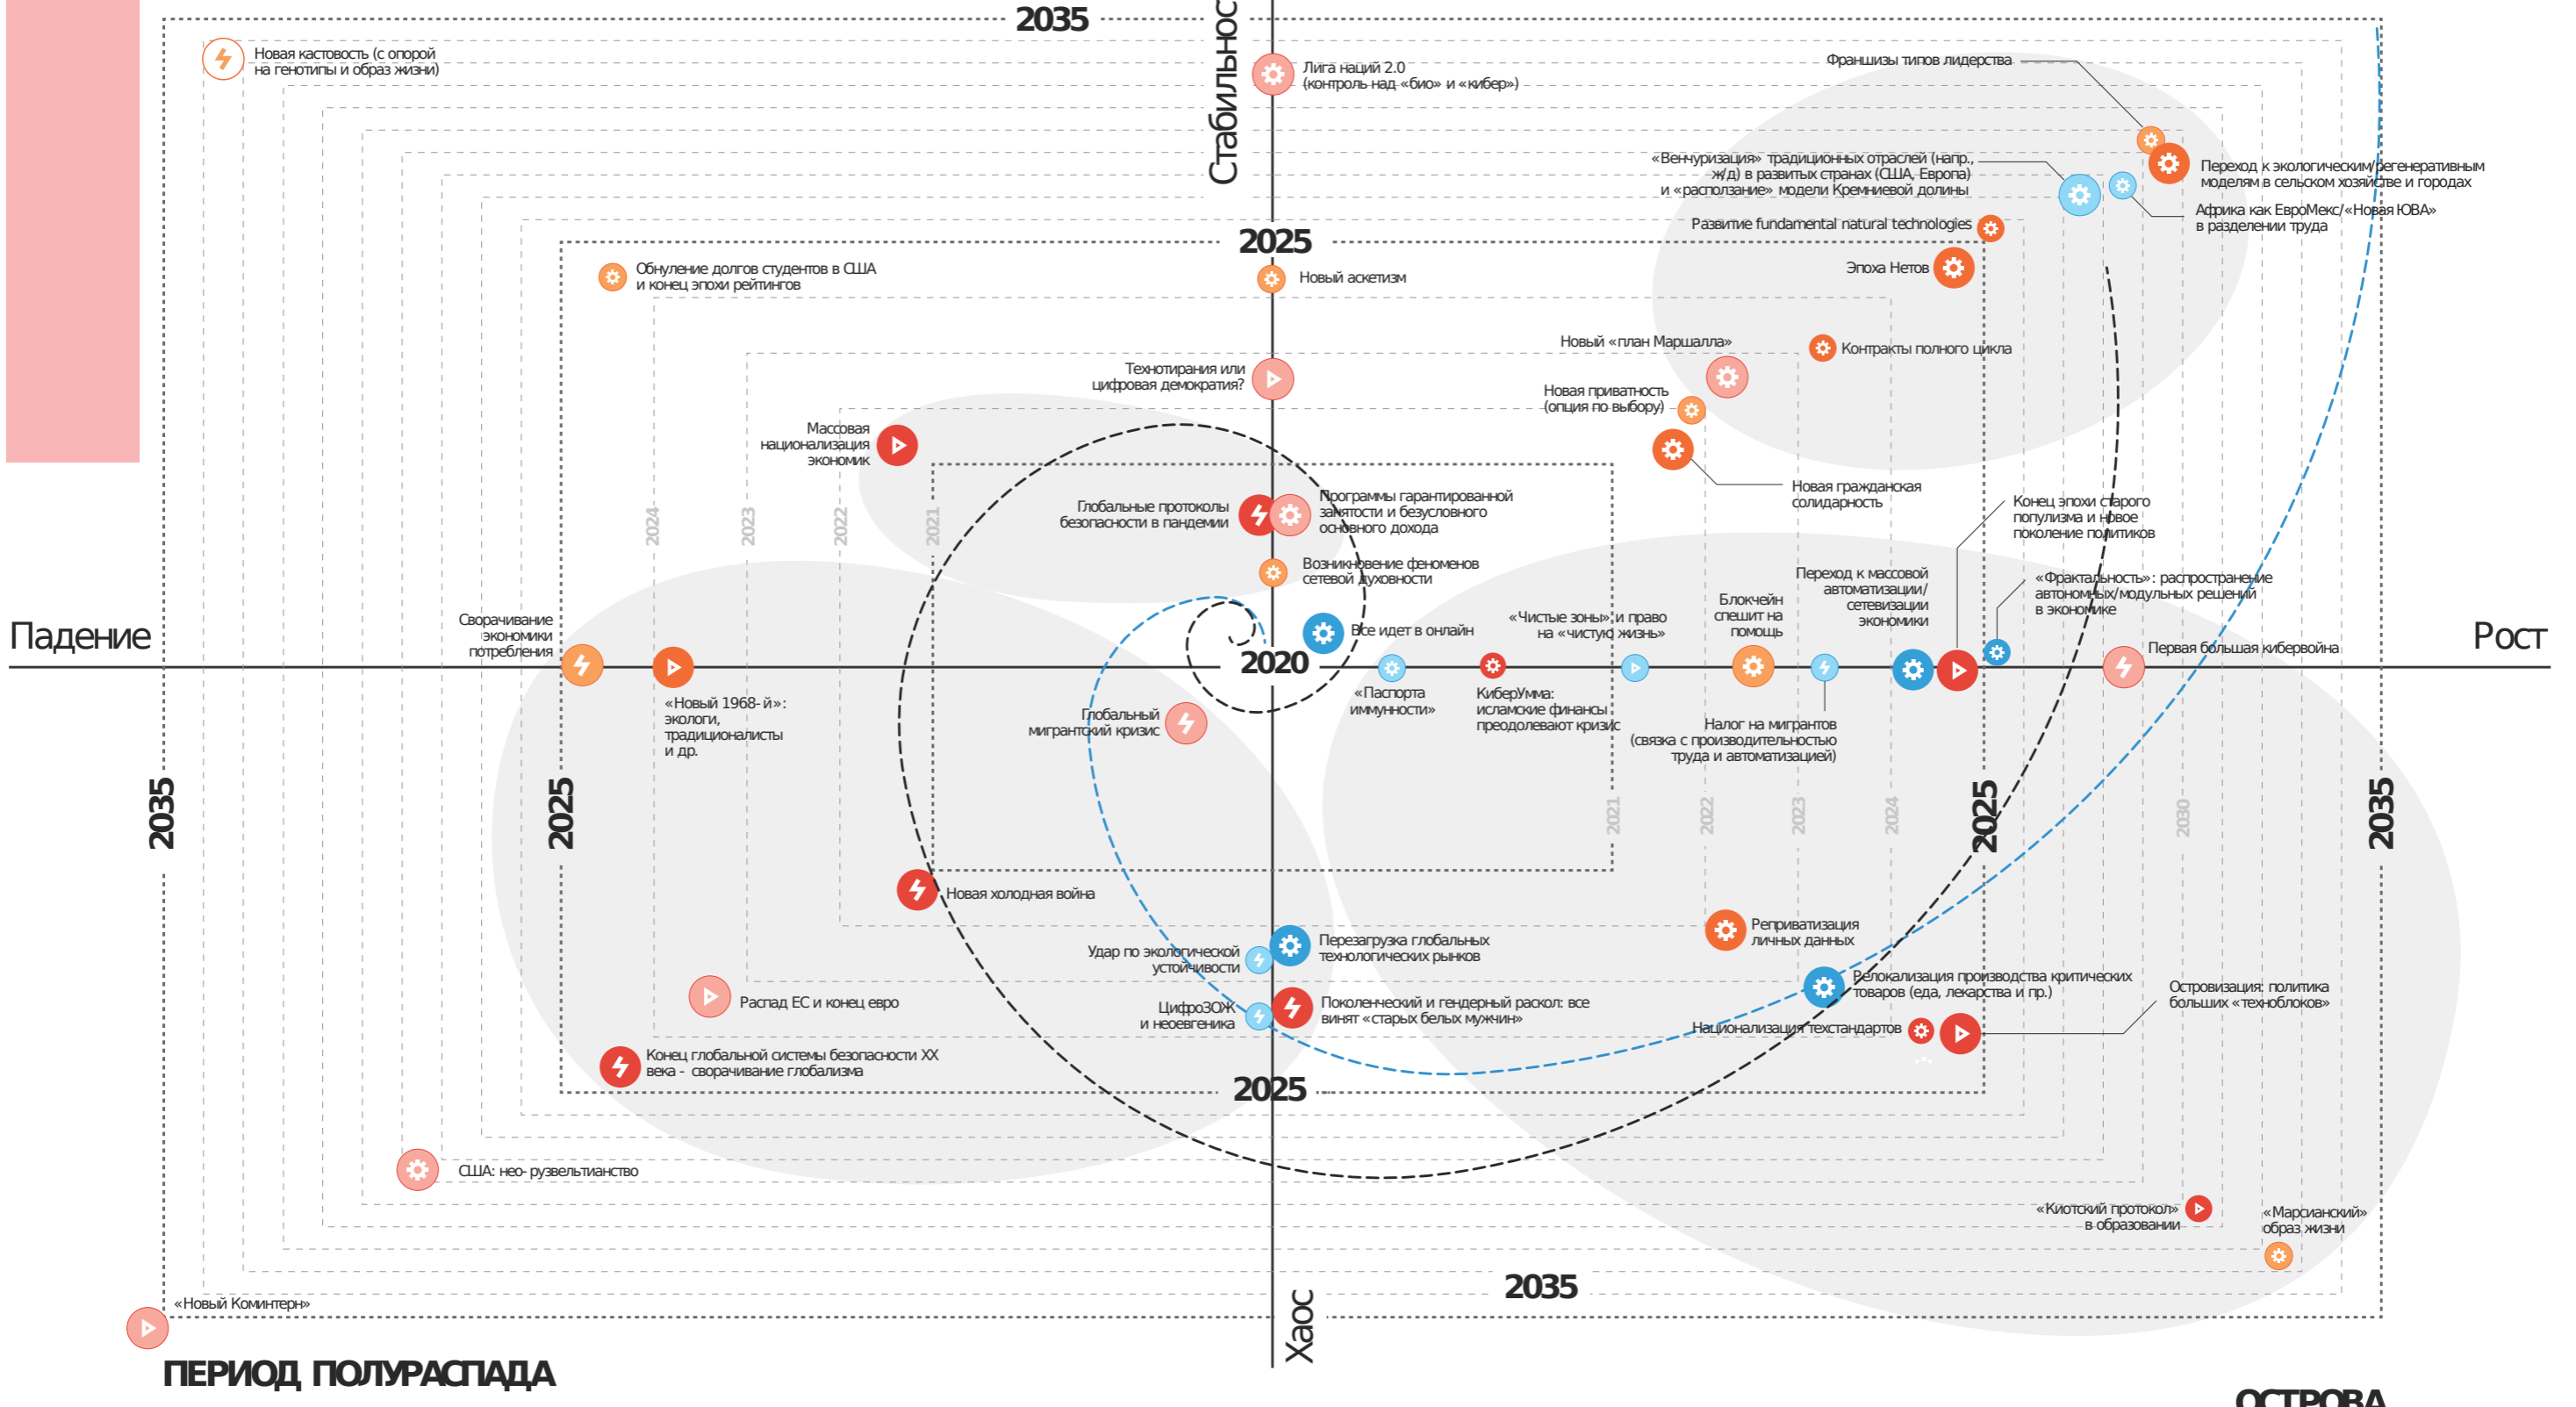 2035
Стабильнос
Новая кастовость (с опорой
на генотипы и образ жизни)
Лига наций 2.0
(контроль над «био» и «кибер»)
Франшизы типов лидерства
«Венчуризация» традиционных отраслей (напр.,
ж/д) в развитых странах (США, Европа)
и «расползание» модели Кремниевой долины
Переход к экологическим/регенеративным
моделям в сельском хозяйстве и городах
Африка как ЕвроМекс/«Новая ЮВА»
в разделении труда
Развитие fundamental natural technologies
2025
Обнуление долгов студентов в США
и конец эпохи рейтингов
Новый аскетизм
Эпоха Нетов
Новый «план Маршалла»
Контракты полного цикла
Технотирания или
цифровая демократия?
Новая приватность
(опция по выбору)
Массовая
национализация
экономик
Новая гражданская
солидарность
Глобальные протоколы
безопасности в пандемии
Программы гарантированной
занятости и безусловного
основного дохода
Конец эпохи старого
популизма и новое
поколение политиков
2024
2023
2022
2021
Возникновение феноменов
сетевой духовности
Переход к массовой
автоматизации/
сетевизации
экономики
«Фрактальность»: распространение
автономных/модульных решений
в экономике
Блокчейн
спешит на
помощь
«Чистые зоны» и право
на «чистую жизнь»
Сворачивание
экономики
потребления
Все идет в онлайн
Падение
Рост
2020
Первая большая кибервойна
«Новый 1968-й»:
экологи,
традиционалисты
и др.
Глобальный
мигрантский кризис
«Паспорта
иммунности»
КиберУмма:
исламские финансы
преодолевают кризис
Налог на мигрантов
(связка с производительностью
труда и автоматизацией)
2035
2025
2021
2022
2023
2024
2025
2030
2035
Новая холодная война
Удар по экологической
устойчивости
Перезагрузка глобальных
технологических рынков
Реприватизация
личных данных
Распад ЕС и конец евро
ЦифроЗОЖ
и неоевгеника
Поколенческий и гендерный раскол: все
винят «старых белых мужчин»
Релокализация производства критических
товаров (еда, лекарства и пр.)
Островизация: политика
больших «техноблоков»
Национализация техстандартов
Конец глобальной системы безопасности XX
века - сворачивание глобализма
2025
США: нео-рузвельтианство
«Киотский протокол»
в образовании
«Марсианский»
образ жизни
2035
«Новый Коминтерн»
Хаос
ПЕРИОД ПОЛУРАСПАДА
ОСТРОВА